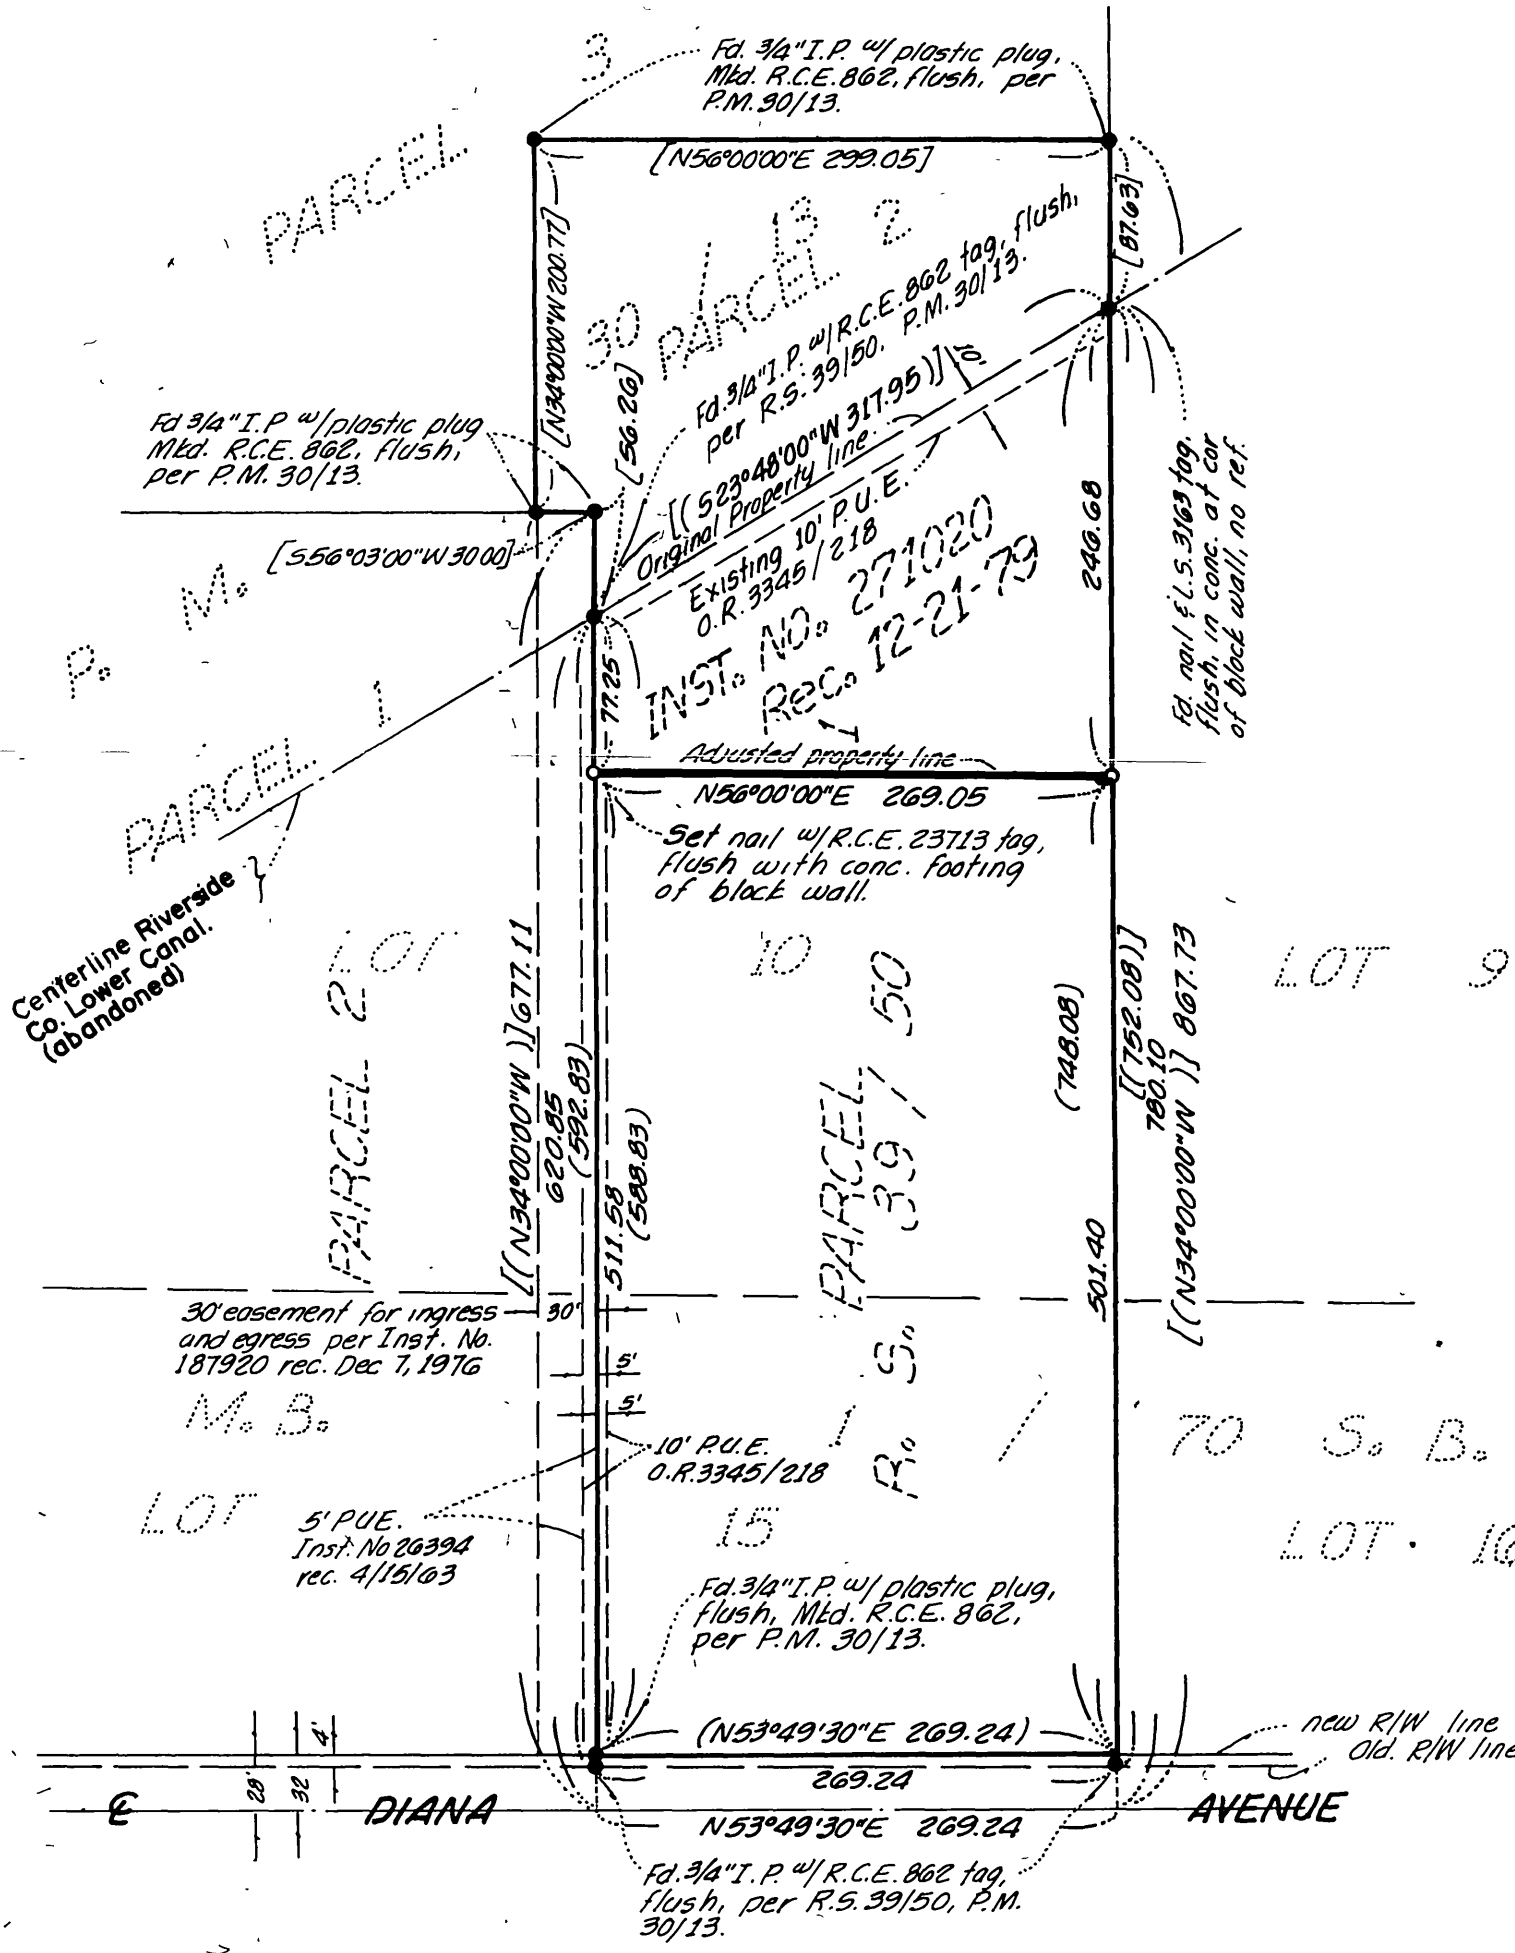 3
Fd. 3/4" I.P. w/ plastic plug,
Mkd. R.C.E. 862, flush, per
P.M. 30/13.
PARCEL
[N56°00'00"E 299.05]
[87.63]
[N34°00'00"W 200.77]
13
2
30
PARCEL
Fd. 3/4" I.P. w/ R.C.E. 862 tag, flush,
per R.S. 39/50, P.M. 30/13.
[56.26]
[(S23°48'00"W 317.95)]
10'
Original Property line
Existing 10' P.U.E.
O.R. 3345/218
Fd 3/4" I.P w/ plastic plug
Mkd. R.C.E. 862, flush,
per P.M. 30/13.
[S56°03'00"W 30 00]
246.68
Fd. nail & L.S. 3163 tag,
flush, in conc. at cor
of block wall, no ref.
P. M.
INST. NO. 271020
Rec. 12-21-79
77.25
1
1
PARCEL
Adjusted property line
N56°00'00"E 269.05
Set nail w/ R.C.E. 23713 tag,
flush with conc. footing
of block wall.
Centerline Riverside
Co. Lower Canal.
(abandoned)
LOT
10
LOT 9
PARCEL 2
[(N34°00'00"W )] 677.11
620.85
(592.83)
511.58
(588.83)
PARCEL
R. S. 39/50
(748.08)
[(752.08)]
780.10
[(N34°00'00"W )] 867.73
501.40
30' easement for ingress
and egress per Inst. No.
187920 rec. Dec 7, 1976
30'
5'
5'
M. B.
1 / 70 S. B.
10' P.U.E.
O.R. 3345/218
LOT
15
LOT
5' PUE.
Inst. No 26394
rec. 4/15/63
Fd. 3/4" I.P. w/ plastic plug,
flush, Mkd. R.C.E. 862,
per P.M. 30/13.
(N53°49'30"E 269.24)
new R/W line
Old. R/W line
4'
28'
32
269.24
℄ DIANA AVENUE
N53°49'30"E 269.24
Fd. 3/4" I.P. w/ R.C.E. 862 tag,
flush, per R.S. 39/50, P.M.
30/13.